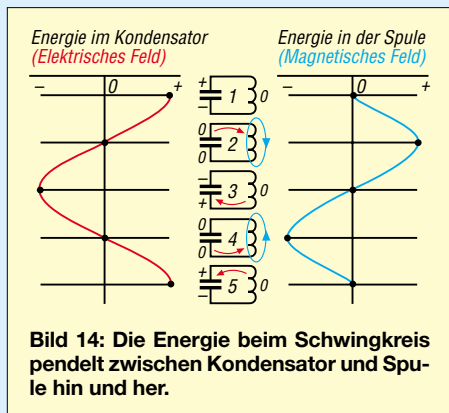 Energie im Kondensator
(Elektrisches Feld)
Energie in der Spule
(Magnetisches Feld)
− 0 +
− 0 +
+ − 1 0
0 0 2
− + 3 0
0 0 4
+ − 5 0
Bild 14: Die Energie beim Schwingkreis
pendelt zwischen Kondensator und Spu-
le hin und her.